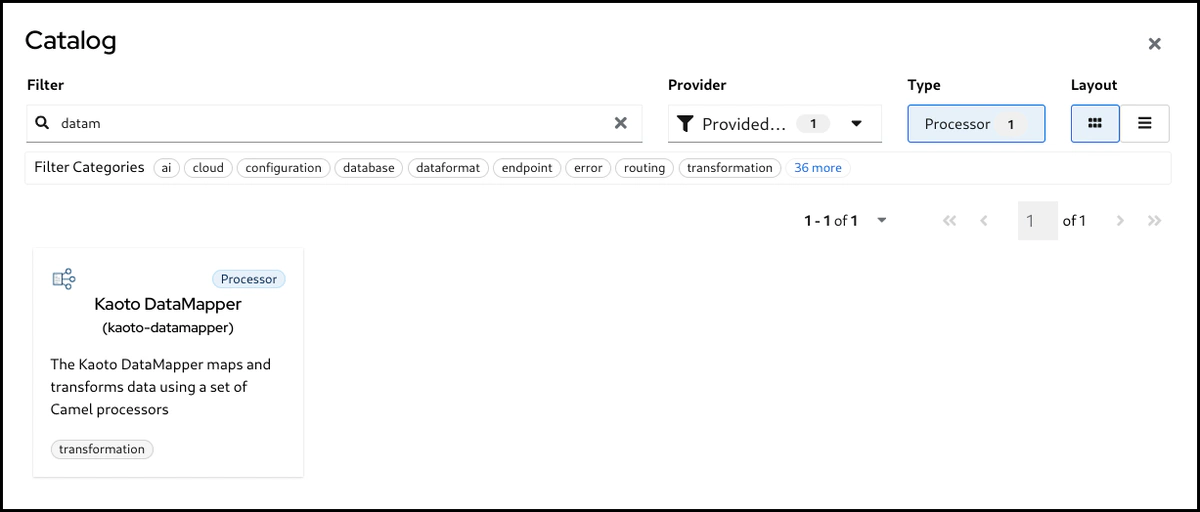 Catalog
Filter Provider Type Layout
datam Provided... 1 Processor 1
Filter Categories ai cloud configuration database dataformat endpoint error routing transformation 36 more
1 - 1 of 1 1 of 1
Processor
Kaoto DataMapper
(kaoto-datamapper)
The Kaoto DataMapper maps and
transforms data using a set of
Camel processors
transformation